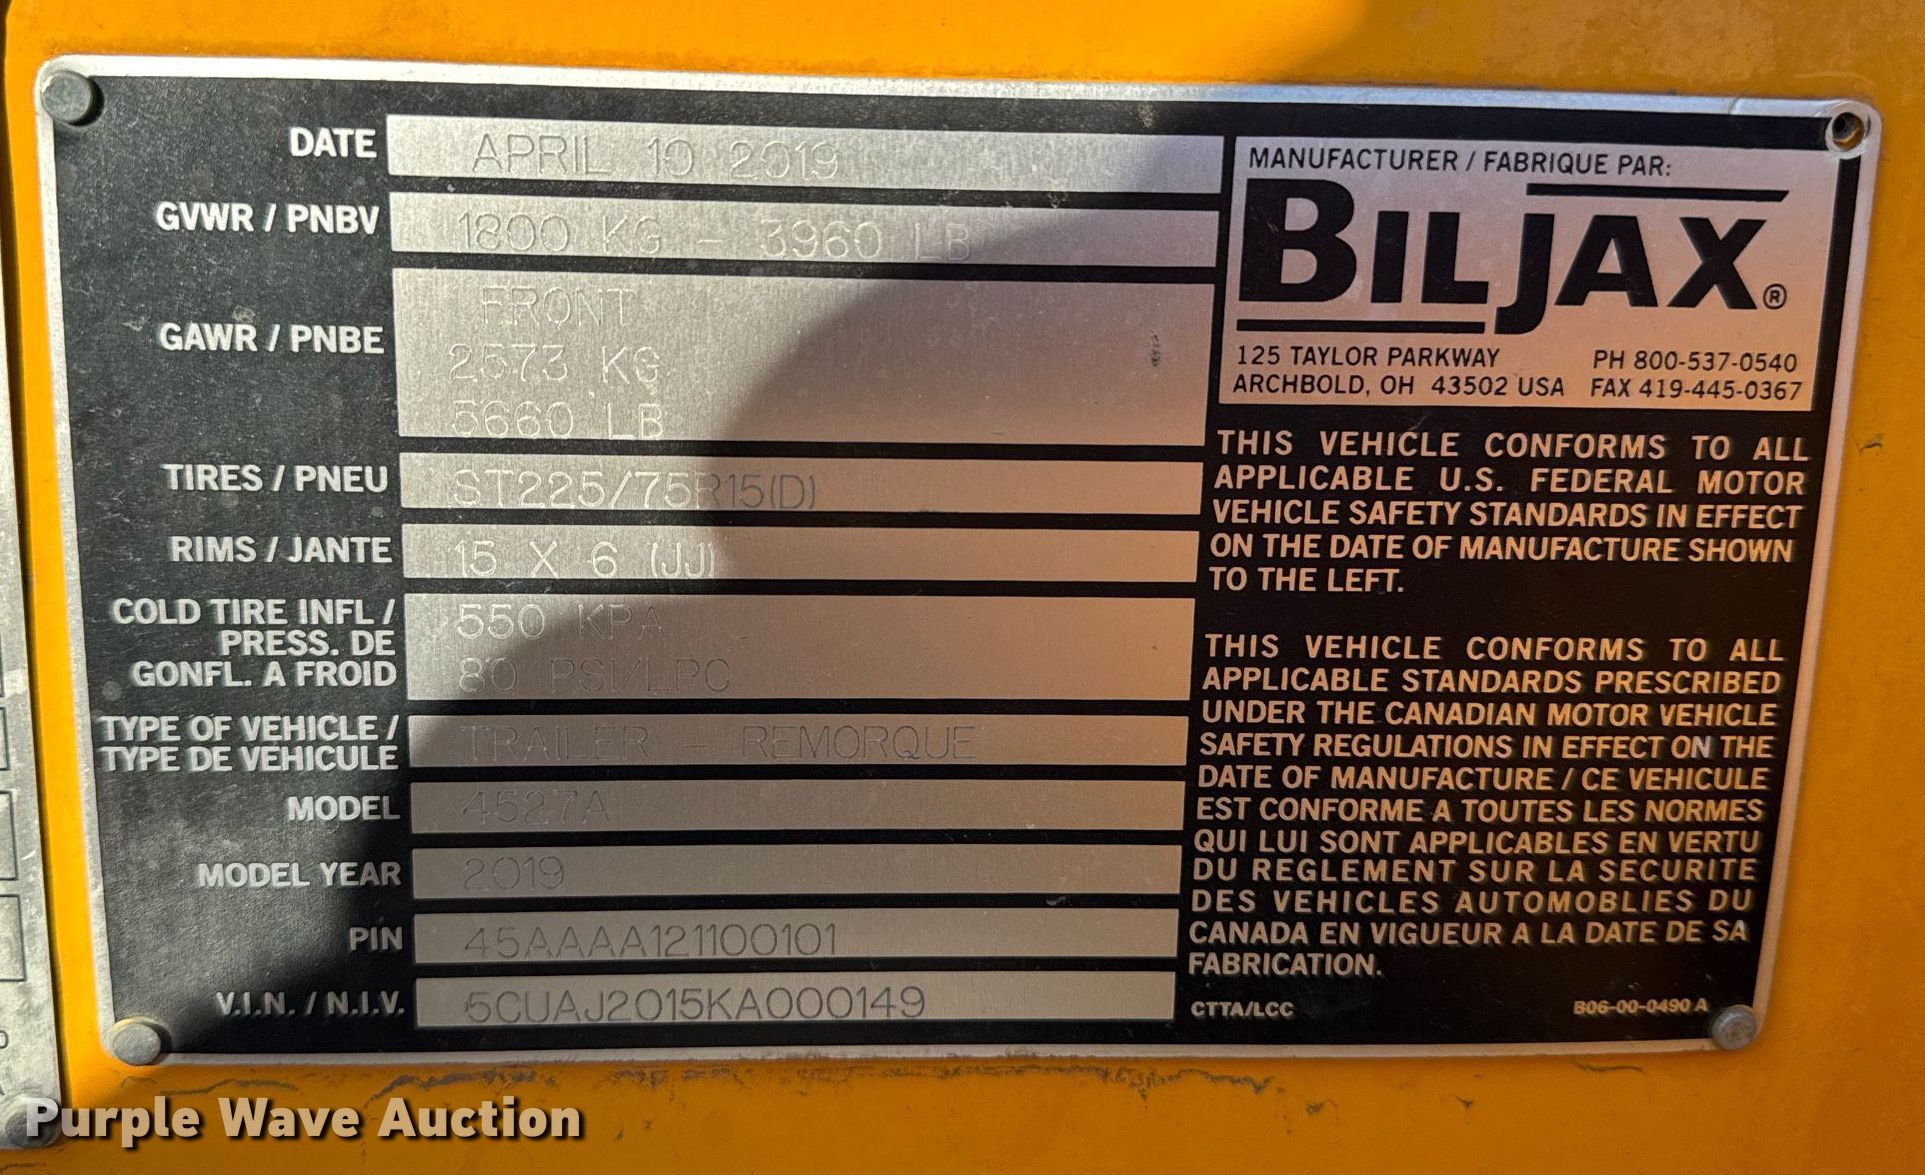 DATE APRIL 10 2019
GVWR / PNBV 1800 KG - 3960 LB
GAWR / PNBE
FRONT
2573 KG
5660 LB
TIRES / PNEU ST225/75R15(D)
RIMS / JANTE 15 X 6 (JJ)
COLD TIRE INFL /
PRESS. DE
GONFL. A FROID
550 KPA
80 PSI/LPC
TYPE OF VEHICLE /
TYPE DE VEHICULE
TRAILER - REMORQUE
MODEL 4527A
MODEL YEAR 2019
PIN 45AAAA121100101
V.I.N. / N.I.V. 5CUAJ2015KA000149
MANUFACTURER / FABRIQUE PAR:
BILJAX®
125 TAYLOR PARKWAY PH 800-537-0540
ARCHBOLD, OH 43502 USA FAX 419-445-0367
THIS VEHICLE CONFORMS TO ALL
APPLICABLE U.S. FEDERAL MOTOR
VEHICLE SAFETY STANDARDS IN EFFECT
ON THE DATE OF MANUFACTURE SHOWN
TO THE LEFT.
THIS VEHICLE CONFORMS TO ALL
APPLICABLE STANDARDS PRESCRIBED
UNDER THE CANADIAN MOTOR VEHICLE
SAFETY REGULATIONS IN EFFECT ON THE
DATE OF MANUFACTURE / CE VEHICULE
EST CONFORME A TOUTES LES NORMES
QUI LUI SONT APPLICABLES EN VERTU
DU REGLEMENT SUR LA SECURITE
DES VEHICLES AUTOMOBLIES DU
CANADA EN VIGUEUR A LA DATE DE SA
FABRICATION.
CTTA/LCC B06-00-0490 A
Purple Wave Auction